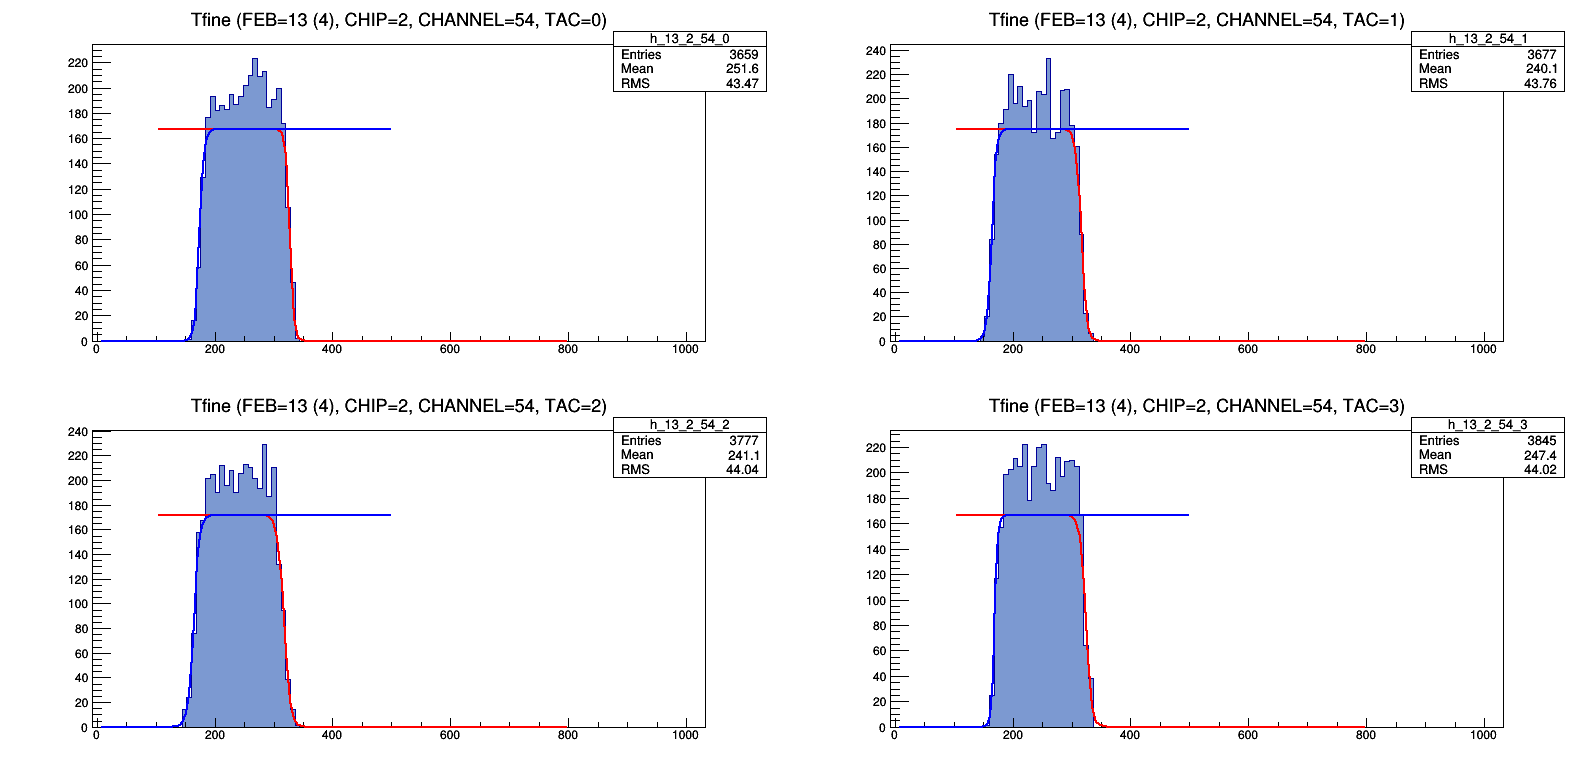 Tfine (FEB=13 (4), CHIP=2, CHANNEL=54, TAC=0)
h_13_2_54_0
Entries 3659
Mean 251.6
RMS 43.47
220
200
180
160
140
120
100
80
60
40
20
0
0 200 400 600 800 1000
Tfine (FEB=13 (4), CHIP=2, CHANNEL=54, TAC=1)
h_13_2_54_1
Entries 3677
Mean 240.1
RMS 43.76
240
220
200
180
160
140
120
100
80
60
40
20
0
0 200 400 600 800 1000
Tfine (FEB=13 (4), CHIP=2, CHANNEL=54, TAC=2)
h_13_2_54_2
Entries 3777
Mean 241.1
RMS 44.04
240
220
200
180
160
140
120
100
80
60
40
20
0
0 200 400 600 800 1000
Tfine (FEB=13 (4), CHIP=2, CHANNEL=54, TAC=3)
h_13_2_54_3
Entries 3845
Mean 247.4
RMS 44.02
220
200
180
160
140
120
100
80
60
40
20
0
0 200 400 600 800 1000